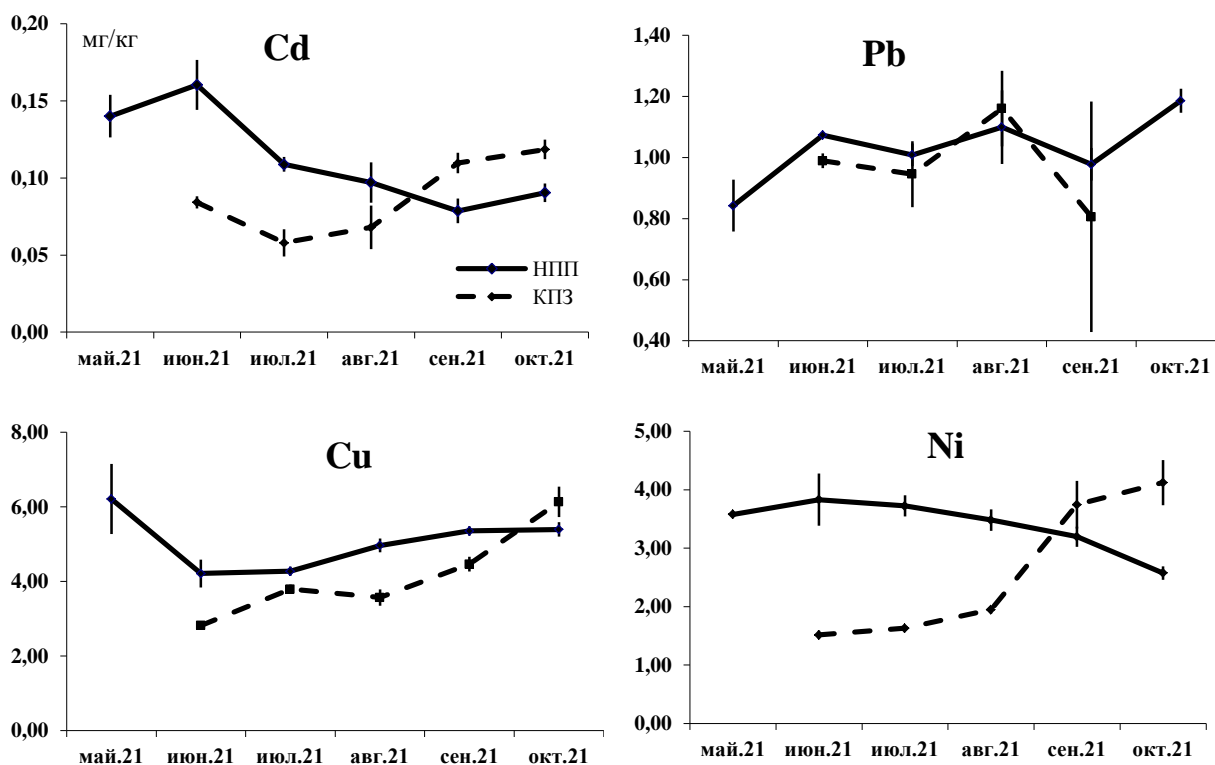 Cd
мг/кг
0,20
0,15
0,10
0,05
0,00
НПП
КПЗ
май.21 июн.21 июл.21 авг.21 сен.21 окт.21
Pb
1,40
1,20
1,00
0,80
0,60
0,40
май.21 июн.21 июл.21 авг.21 сен.21 окт.21
Cu
8,00
6,00
4,00
2,00
0,00
май.21 июн.21 июл.21 авг.21 сен.21 окт.21
Ni
5,00
4,00
3,00
2,00
1,00
0,00
май.21 июн.21 июл.21 авг.21 сен.21 окт.21